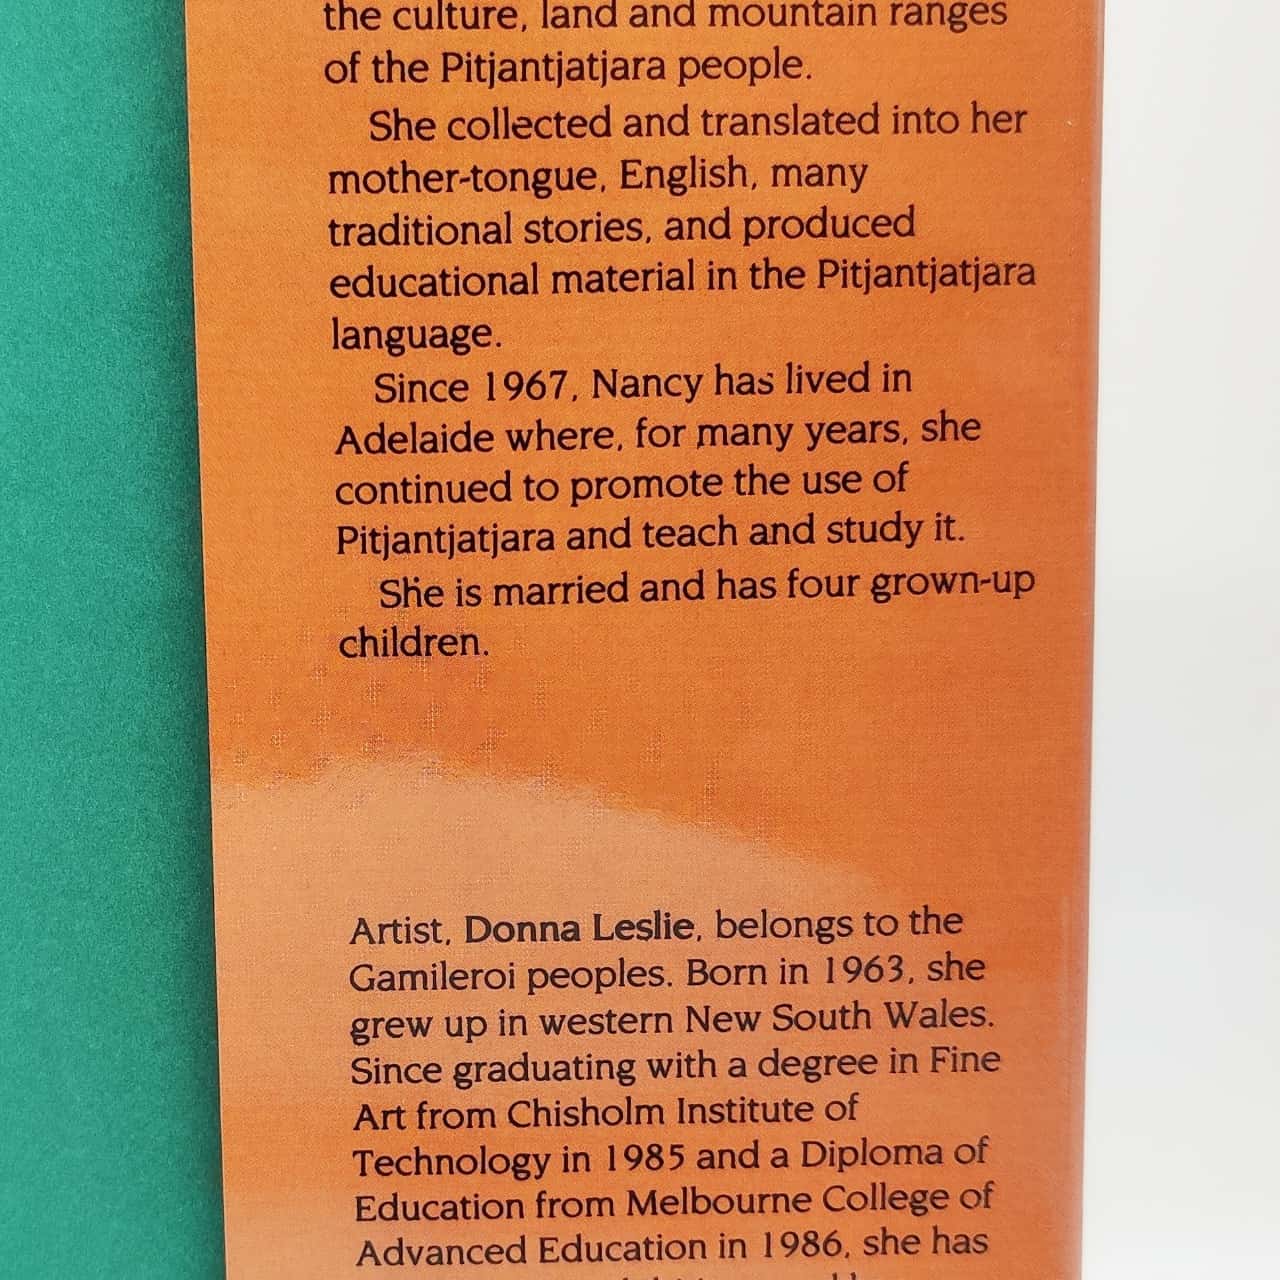 the culture, land and mountain ranges
of the Pitjantjatjara people.
She collected and translated into her
mother-tongue, English, many
traditional stories, and produced
educational material in the Pitjantjatjara
language.
Since 1967, Nancy has lived in
Adelaide where, for many years, she
continued to promote the use of
Pitjantjatjara and teach and study it.
She is married and has four grown-up
children.
Artist, Donna Leslie, belongs to the
Gamileroi peoples. Born in 1963, she
grew up in western New South Wales.
Since graduating with a degree in Fine
Art from Chisholm Institute of
Technology in 1985 and a Diploma of
Education from Melbourne College of
Advanced Education in 1986, she has